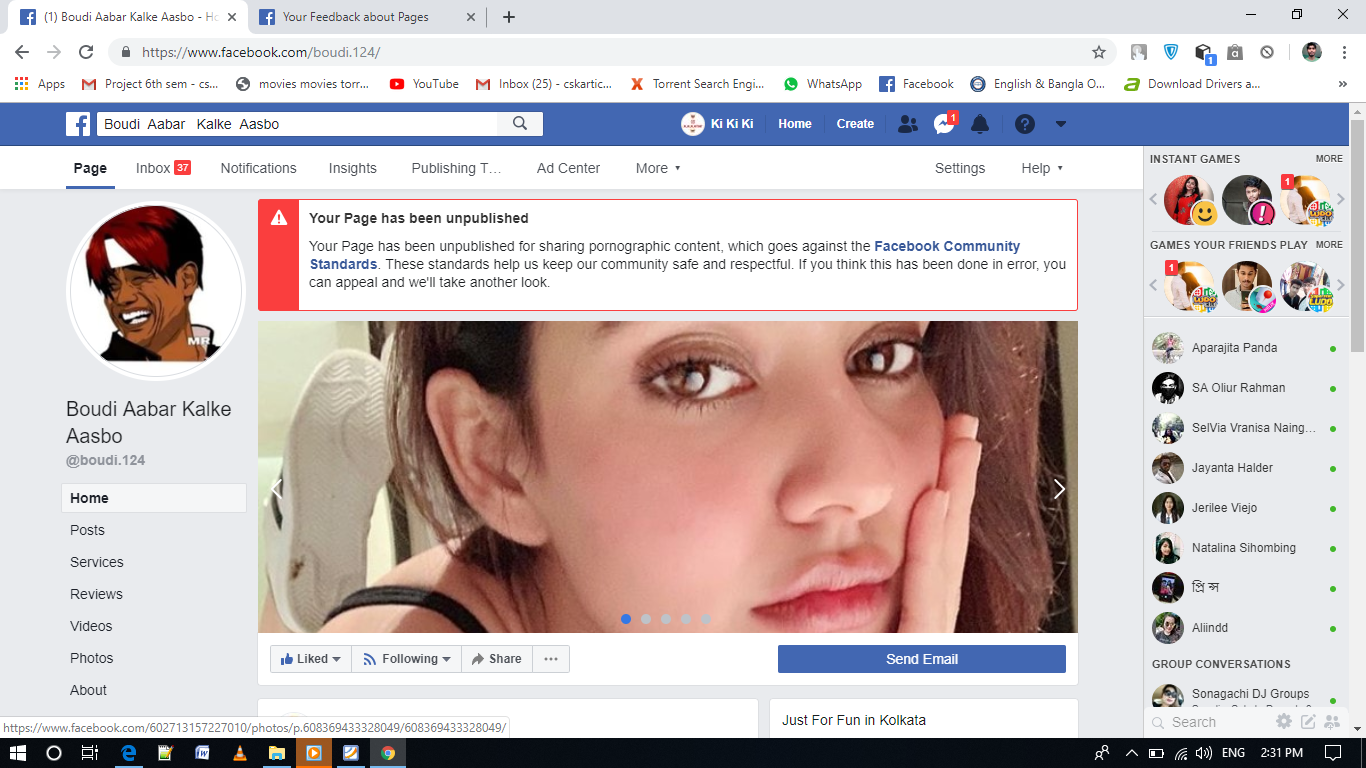 (1) Boudi Aabar Kalke Aasbo - Ho
Your Feedback about Pages
https://www.facebook.com/boudi.124/
1
Apps
Project 6th sem - cs...
movies movies torr...
YouTube
Inbox (25) - cskartic...
Torrent Search Engi...
WhatsApp
Facebook
English & Bangla O...
Download Drivers a...
»
Boudi Aabar Kalke Aasbo
Ki Ki Ki
Home
Create
1
Page
Inbox 37
Notifications
Insights
Publishing T...
Ad Center
More
Settings
Help
Your Page has been unpublished
Your Page has been unpublished for sharing pornographic content, which goes against the Facebook Community
Standards. These standards help us keep our community safe and respectful. If you think this has been done in error, you
can appeal and we'll take another look.
MR
Boudi Aabar Kalke
Aasbo
@boudi.124
Home
Posts
Services
Reviews
Videos
Photos
About
Liked
Following
Share
Send Email
Just For Fun in Kolkata
INSTANT GAMES
MORE
1
LUDO
GAMES YOUR FRIENDS PLAY
MORE
1
LUDO
LUDO
Aparajita Panda
SA Oliur Rahman
SelVia Vranisa Naing...
Jayanta Halder
Jerilee Viejo
Natalina Sihombing
প্রি ন্স
Aliindd
GROUP CONVERSATIONS
Sonagachi DJ Groups
Search
https://www.facebook.com/602713157227010/photos/p.608369433328049/608369433328049/
ENG
2:31 PM